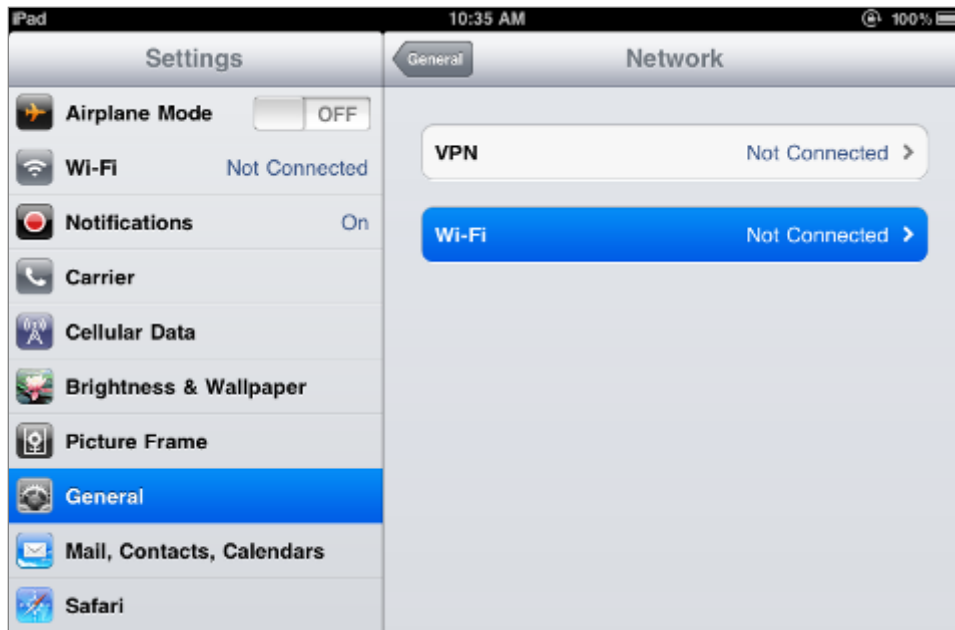 iPad 10:35 AM 100%
Settings
Airplane Mode OFF
Wi-Fi Not Connected
Notifications On
Carrier
Cellular Data
Brightness & Wallpaper
Picture Frame
General
Mail, Contacts, Calendars
Safari
General Network
VPN Not Connected
Wi-Fi Not Connected